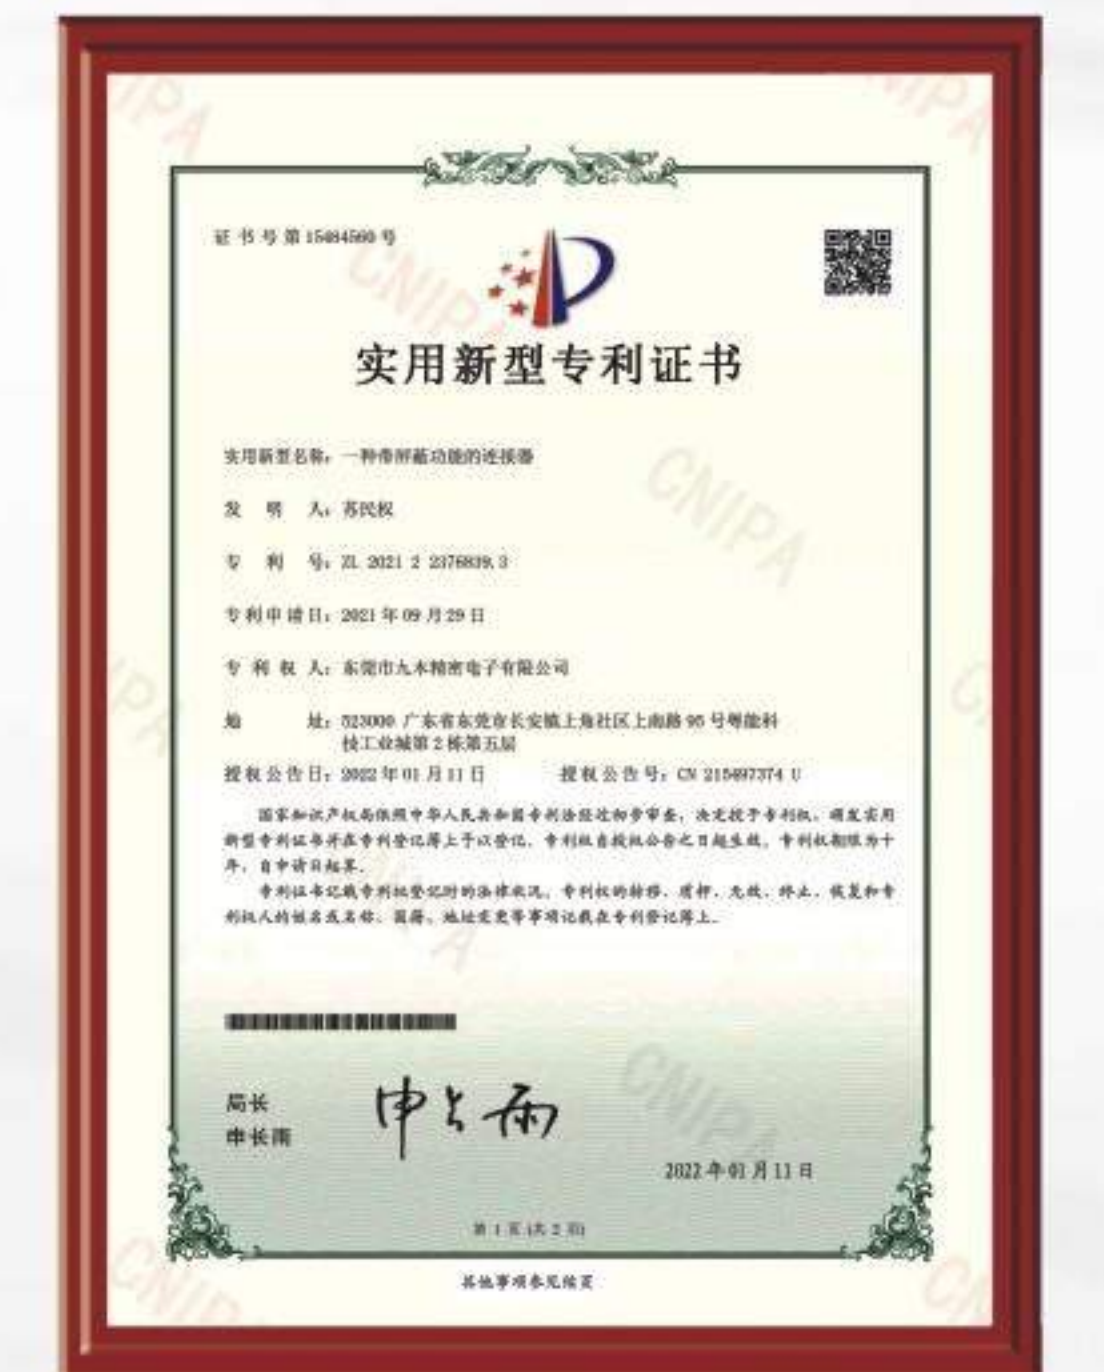 证书号第15484560号
实用新型专利证书
实用新型名称：一种带屏蔽功能的连接器
发 明 人：苏民权
专 利 号：ZL 2021 2 2376839.3
专利申请日：2021年09月29日
专 利 权 人：东莞市九本精密电子有限公司
地 址：523000 广东省东莞市长安镇上角社区上南路95号粤能科
技工业城第2栋第五层
授权公告日：2022年01月11日 授权公告号：CN 215497374 U
国家知识产权局依照中华人民共和国专利法经过初步审查，决定授予专利权，颁发实用
新型专利证书并在专利登记簿上予以登记。专利权自授权公告之日起生效。专利权期限为十
年，自申请日起算。
专利证书记载专利权登记时的法律状况。专利权的转移、质押、无效、终止、恢复和专
利权人的姓名或名称、国籍、地址变更等事项记载在专利登记簿上。
局长
申长雨
申长雨
2022年01月11日
第 1 页 (共 2 页)
其他事项参见续页
CNIPA